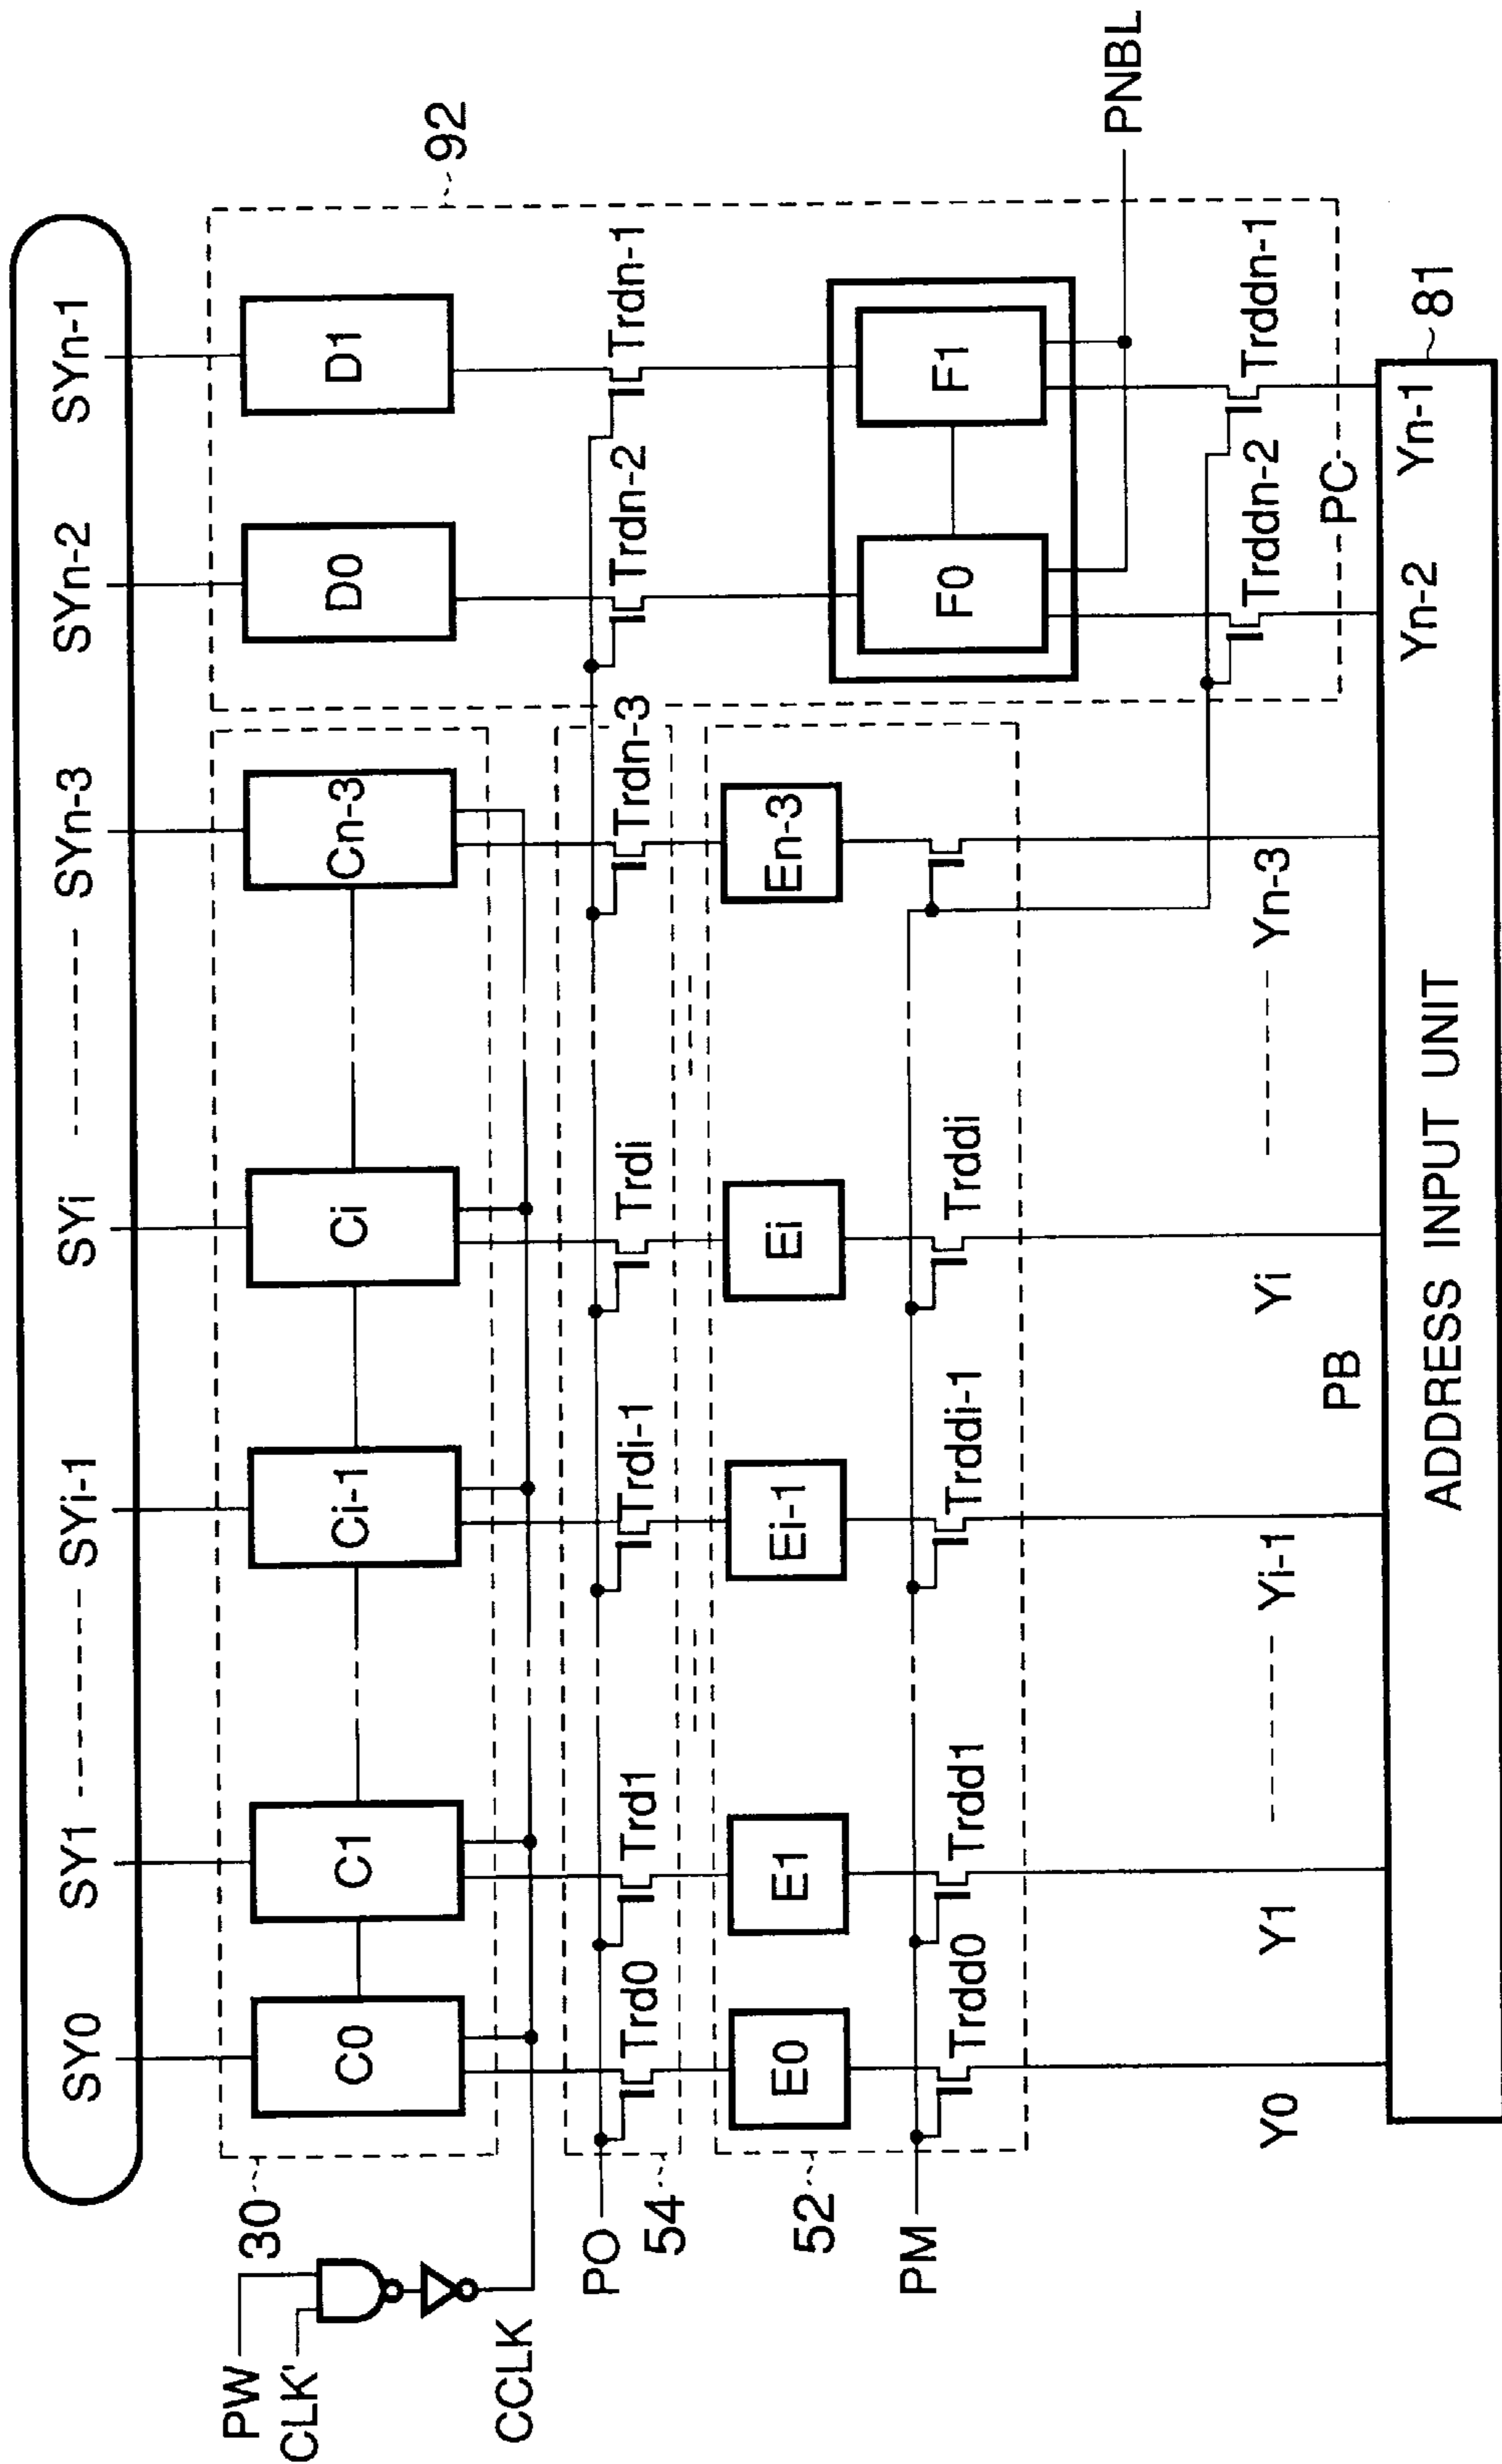 SY0 SY1 SYi-1 SYi SYn-3 SYn-2 SYn-1
92
30
C0 C1 Ci-1 Ci Cn-3 D0 D1
PW
CLK'
CCLK
PO
Trd0 Trd1 Trdi-1 Trdi Trdn-3 Trdn-2 Trdn-1
54
E0 E1 Ei-1 Ei En-3 F0 F1
52
PM
Trdd0 Trdd1 Trddi-1 Trddi
PNBL
Trddn-2 Trddn-1
Y0 Y1 Yi-1 Yi Yn-3
PB PC
Yn-2 Yn-1
81
ADDRESS INPUT UNIT